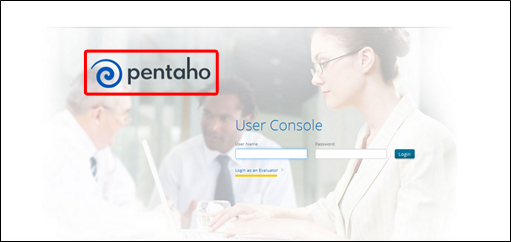 pentaho
User Console
User Name
Password
Login
Login as an Evaluator